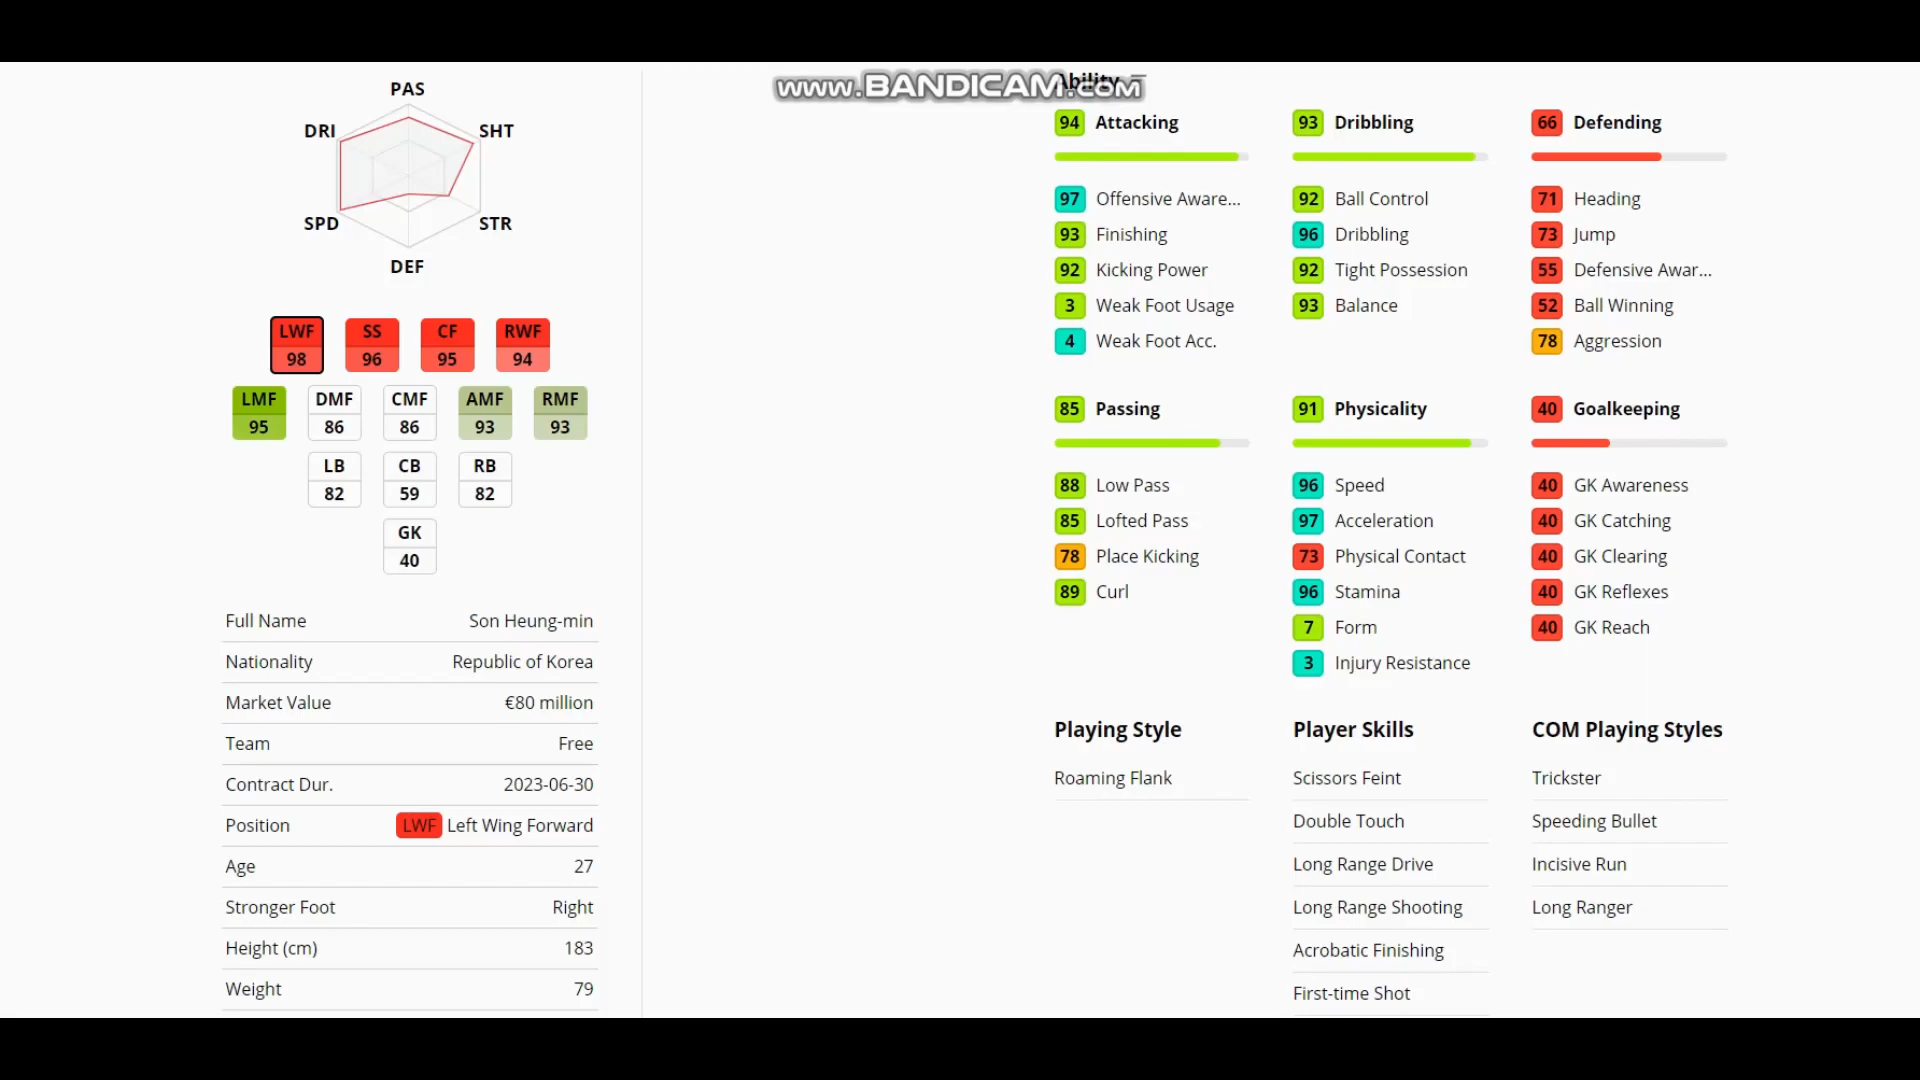 www.BANDICAM.com
Ability
PAS
DRI
SHT
SPD
STR
DEF
LWF SS CF RWF
98 96 95 94
LMF DMF CMF AMF RMF
95 86 86 93 93
LB CB RB
82 59 82
GK
40
Full Name Son Heung-min
Nationality Republic of Korea
Market Value €80 million
Team Free
Contract Dur. 2023-06-30
Position LWF Left Wing Forward
Age 27
Stronger Foot Right
Height (cm) 183
Weight 79
94 Attacking
97 Offensive Aware...
93 Finishing
92 Kicking Power
3 Weak Foot Usage
4 Weak Foot Acc.
93 Dribbling
92 Ball Control
96 Dribbling
92 Tight Possession
93 Balance
66 Defending
71 Heading
73 Jump
55 Defensive Awar...
52 Ball Winning
78 Aggression
85 Passing
88 Low Pass
85 Lofted Pass
78 Place Kicking
89 Curl
91 Physicality
96 Speed
97 Acceleration
73 Physical Contact
96 Stamina
7 Form
3 Injury Resistance
40 Goalkeeping
40 GK Awareness
40 GK Catching
40 GK Clearing
40 GK Reflexes
40 GK Reach
Playing Style
Roaming Flank
Player Skills
Scissors Feint
Double Touch
Long Range Drive
Long Range Shooting
Acrobatic Finishing
First-time Shot
COM Playing Styles
Trickster
Speeding Bullet
Incisive Run
Long Ranger